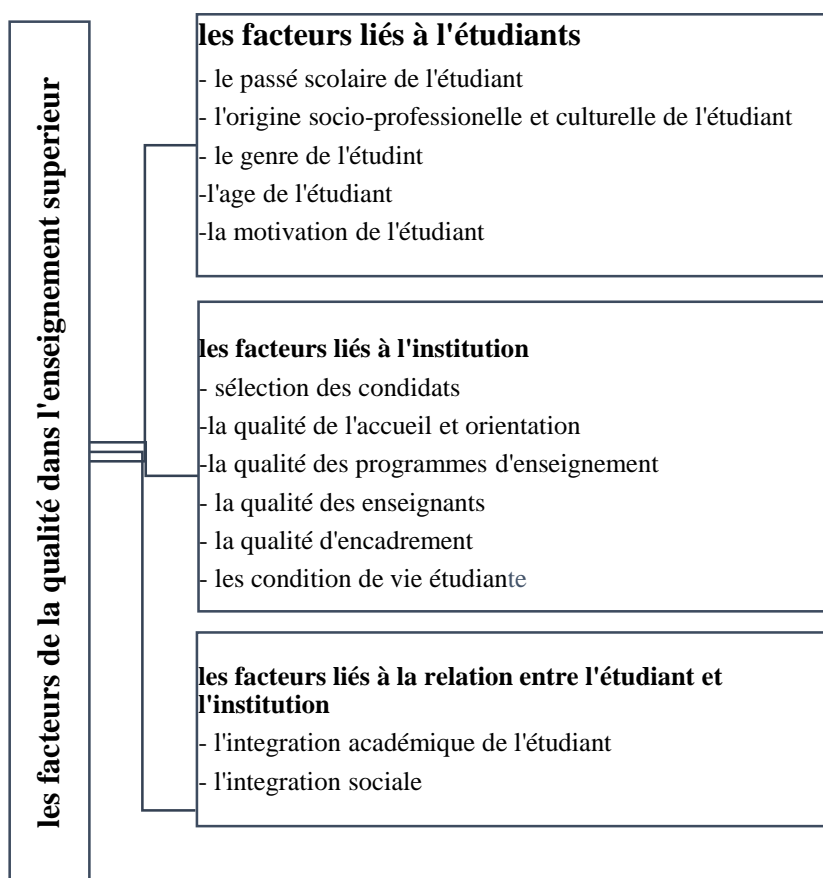 les facteurs de la qualité dans l'enseignement superieur
les facteurs liés à l'étudiants
- le passé scolaire de l'étudiant
- l'origine socio-professionelle et culturelle de l'étudiant
- le genre de l'étudint
-l'age de l'étudiant
-la motivation de l'étudiant
les facteurs liés à l'institution
- sélection des condidats
-la qualité de l'accueil et orientation
-la qualité des programmes d'enseignement
- la qualité des enseignants
- la qualité d'encadrement
- les condition de vie étudiante
les facteurs liés à la relation entre l'étudiant et
l'institution
- l'integration académique de l'étudiant
- l'integration sociale